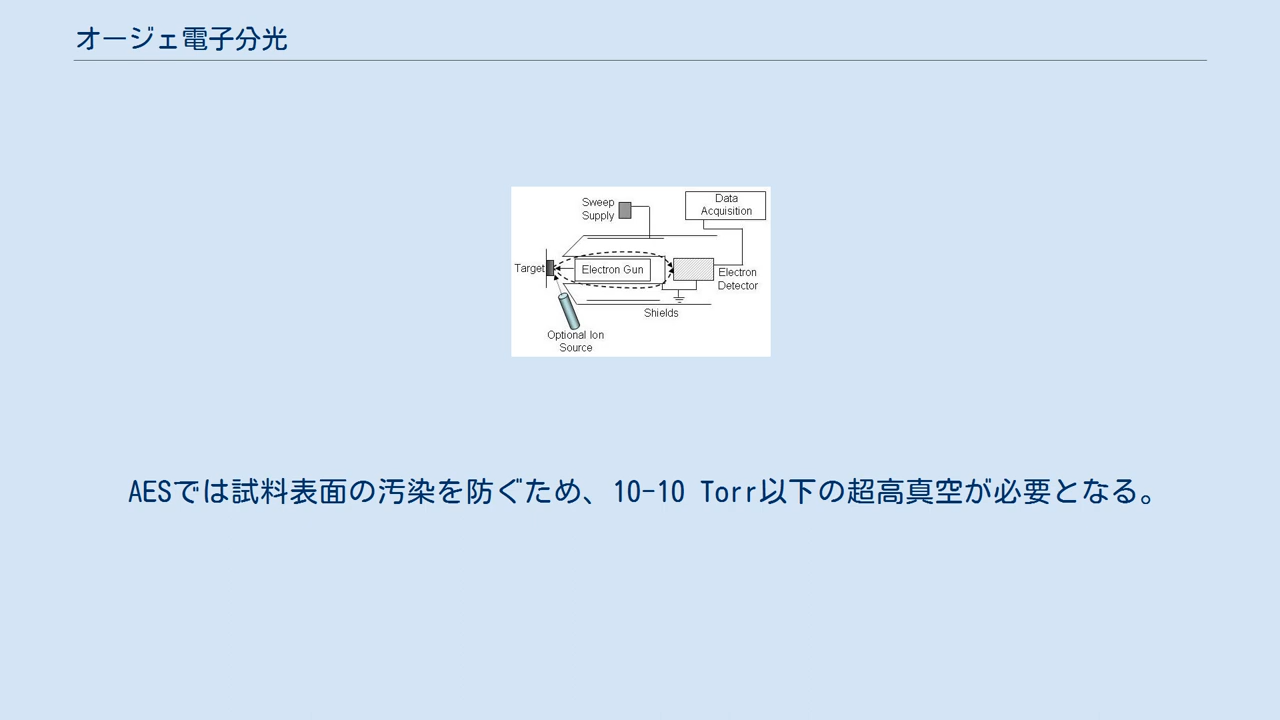 オージェ電子分光
Sweep
Supply
Data
Acquisition
Target
Electron Gun
Electron
Detector
Shields
Optional Ion
Source
AESでは試料表面の汚染を防ぐため、10-10 Torr以下の超高真空が必要となる。